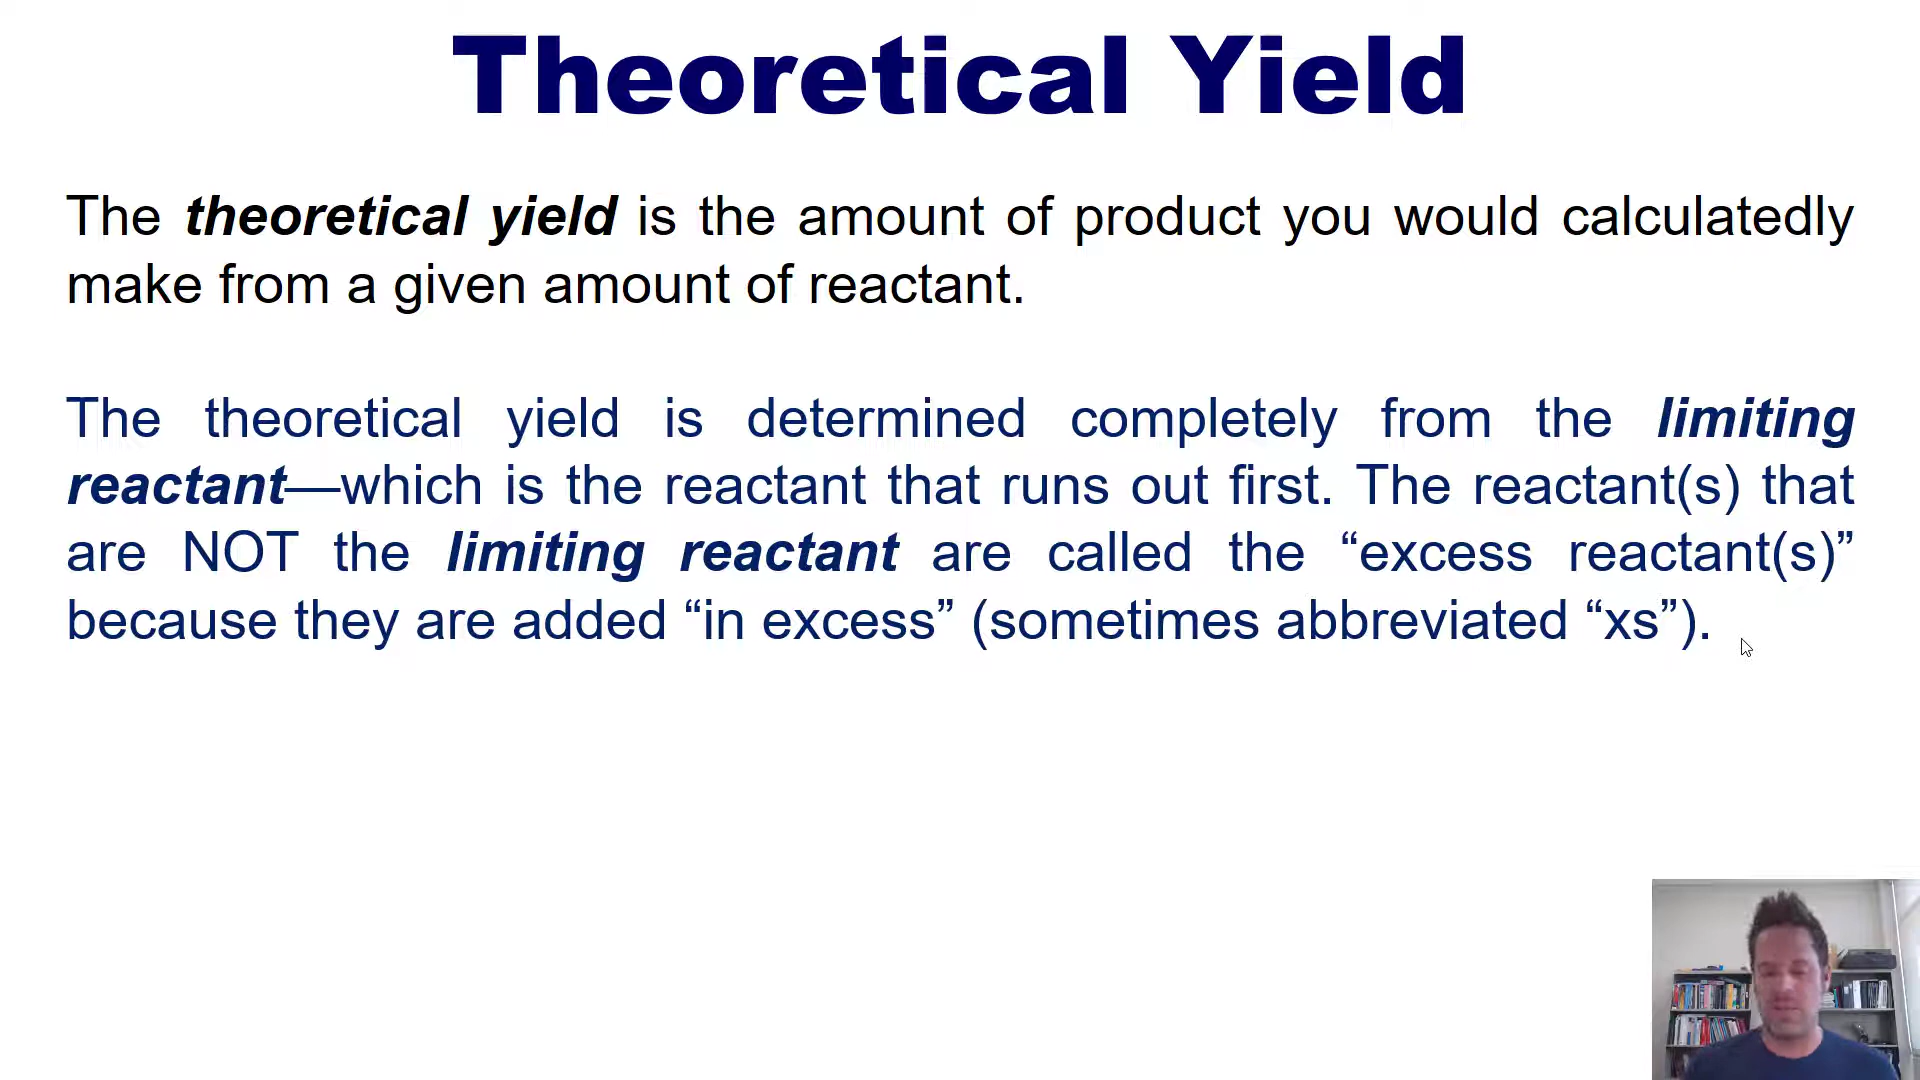 Theoretical Yield
The theoretical yield is the amount of product you would calculatedly
make from a given amount of reactant.
The theoretical yield is determined completely from the limiting
reactant—which is the reactant that runs out first. The reactant(s) that
are NOT the limiting reactant are called the “excess reactant(s)”
because they are added “in excess” (sometimes abbreviated “xs”).